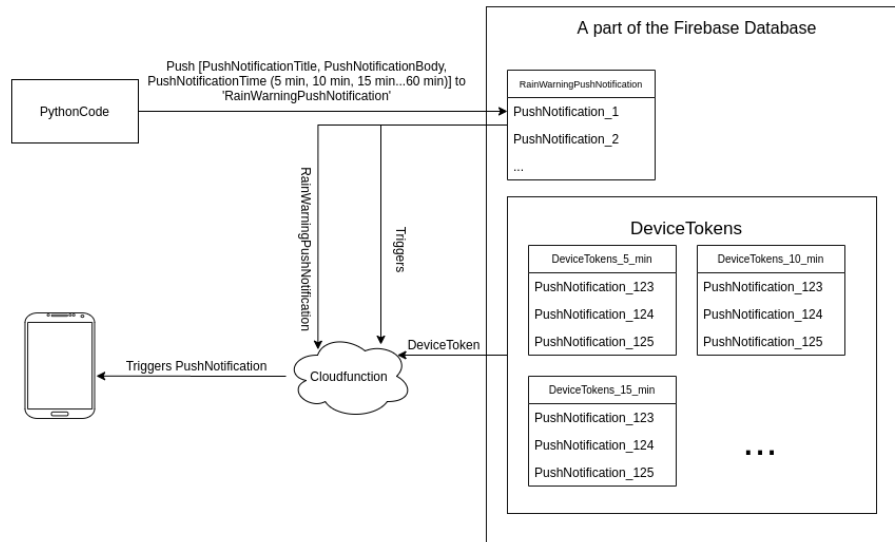 A part of the Firebase Database
Push [PushNotificationTitle, PushNotificationBody,
PushNotificationTime (5 min, 10 min, 15 min...60 min)] to
'RainWarningPushNotification'
PythonCode
RainWarningPushNotification
PushNotification_1
PushNotification_2
...
RainWarningPushNotification
Triggers
DeviceTokens
DeviceTokens_5_min
PushNotification_123
PushNotification_124
PushNotification_125
DeviceTokens_10_min
PushNotification_123
PushNotification_124
PushNotification_125
DeviceToken
Triggers PushNotification
Cloudfunction
DeviceTokens_15_min
PushNotification_123
PushNotification_124
PushNotification_125
...